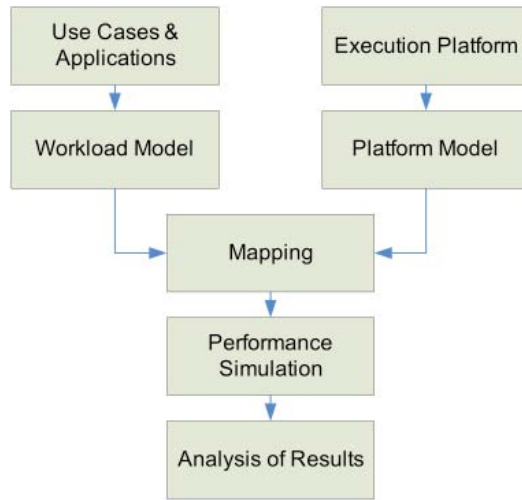 Use Cases &
Applications
Execution Platform
Workload Model
Platform Model
Mapping
Performance
Simulation
Analysis of Results